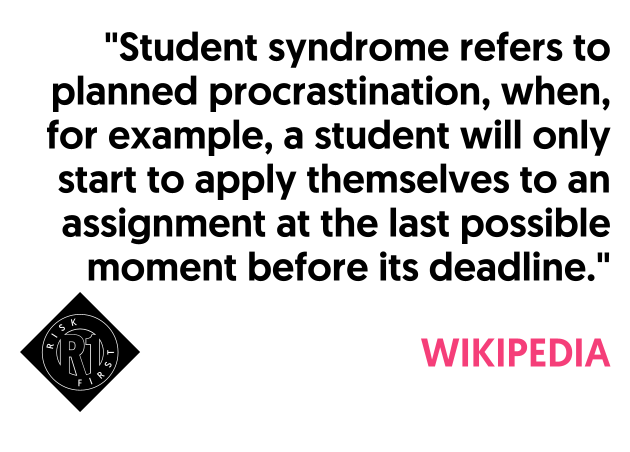 "Student syndrome refers to
planned procrastination, when,
for example, a student will only
start to apply themselves to an
assignment at the last possible
moment before its deadline."
RISK
R1
FIRST
WIKIPEDIA